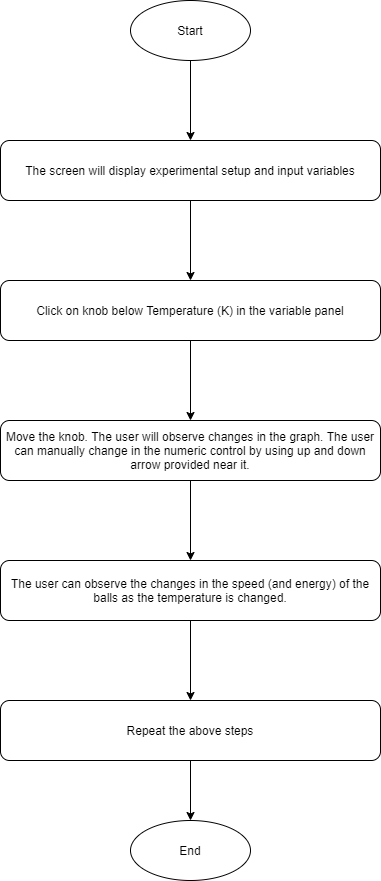 Start
The screen will display experimental setup and input variables
Click on knob below Temperature (K) in the variable panel
Move the knob. The user will observe changes in the graph. The user
can manually change in the numeric control by using up and down
arrow provided near it.
The user can observe the changes in the speed (and energy) of the
balls as the temperature is changed.
Repeat the above steps
End